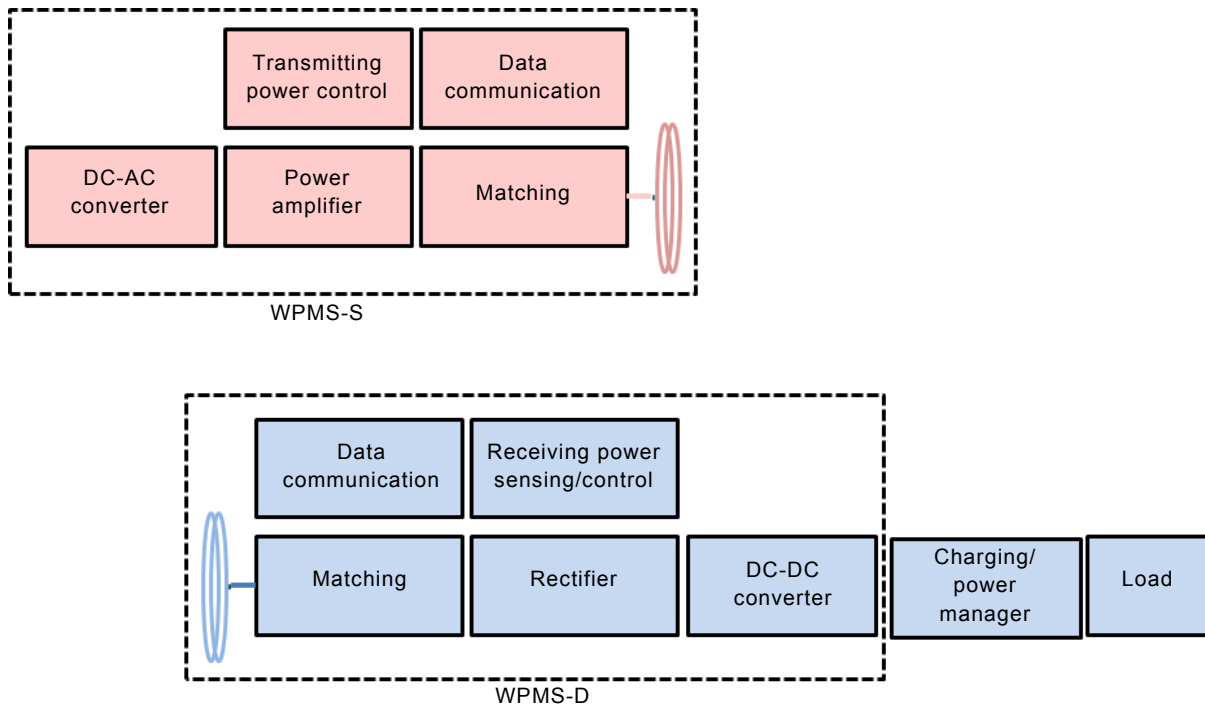 Transmitting
power control
Data
communication
DC-AC
converter
Power
amplifier
Matching
WPMS-S
Data
communication
Receiving power
sensing/control
Matching
Rectifier
DC-DC
converter
Charging/
power
manager
Load
WPMS-D